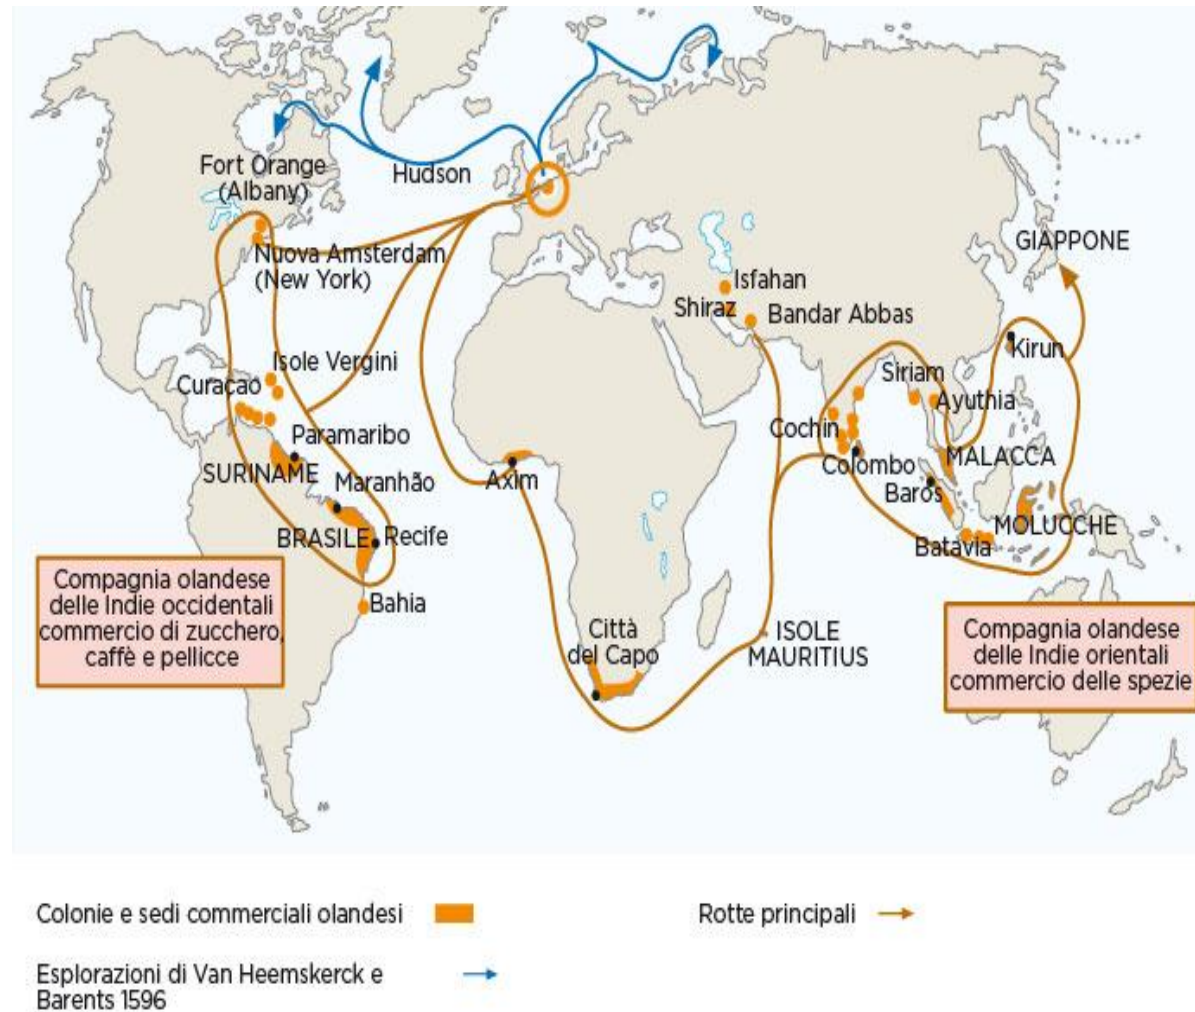 Fort Orange
(Albany)
Hudson
Nuova Amsterdam
(New York)
GIAPPONE
Isfahan
Shiraz
Bandar Abbas
Kirun
Isole Vergini
Siriam
Curaçao
Ayuthia
Cochin
Paramaribo
Colombo
MALACCA
SURINAME
Axim
Maranhão
Baros
BRASILE
Recife
MOLUCCHE
Batavia
Compagnia olandese
delle Indie occidentali
commercio di zucchero,
caffè e pellicce
Bahia
Città
del Capo
ISOLE
MAURITIUS
Compagnia olandese
delle Indie orientali
commercio delle spezie
Colonie e sedi commerciali olandesi
Rotte principali
Esplorazioni di Van Heemskerck e
Barents 1596